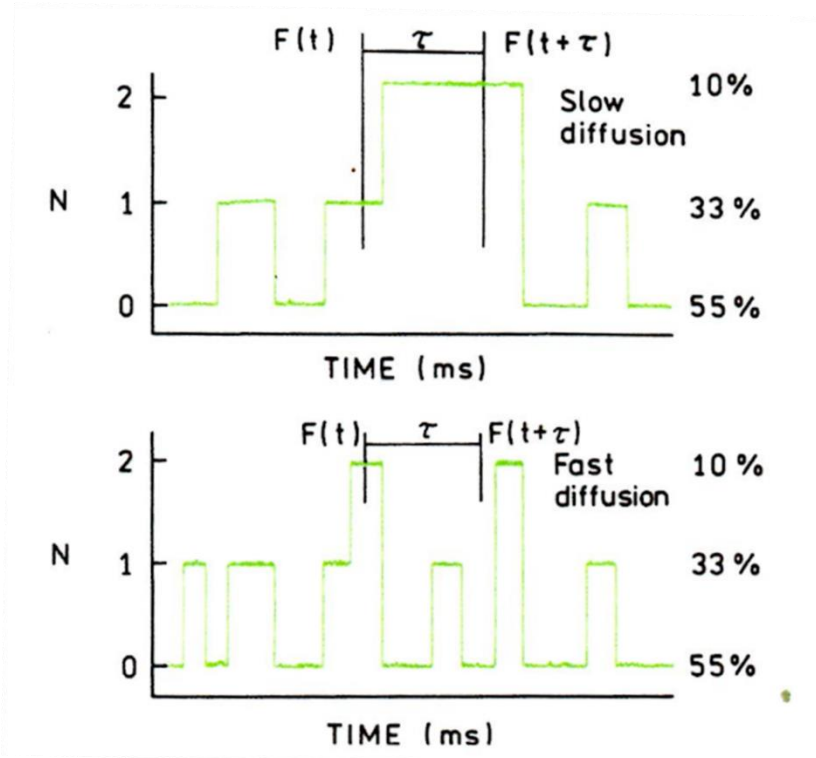 F(t) τ F(t+τ)
2 10%
Slow
diffusion
N 1 33%
0 55%
TIME (ms)
F(t) τ F(t+τ)
2 10%
Fast
diffusion
N 1 33%
0 55%
TIME (ms)